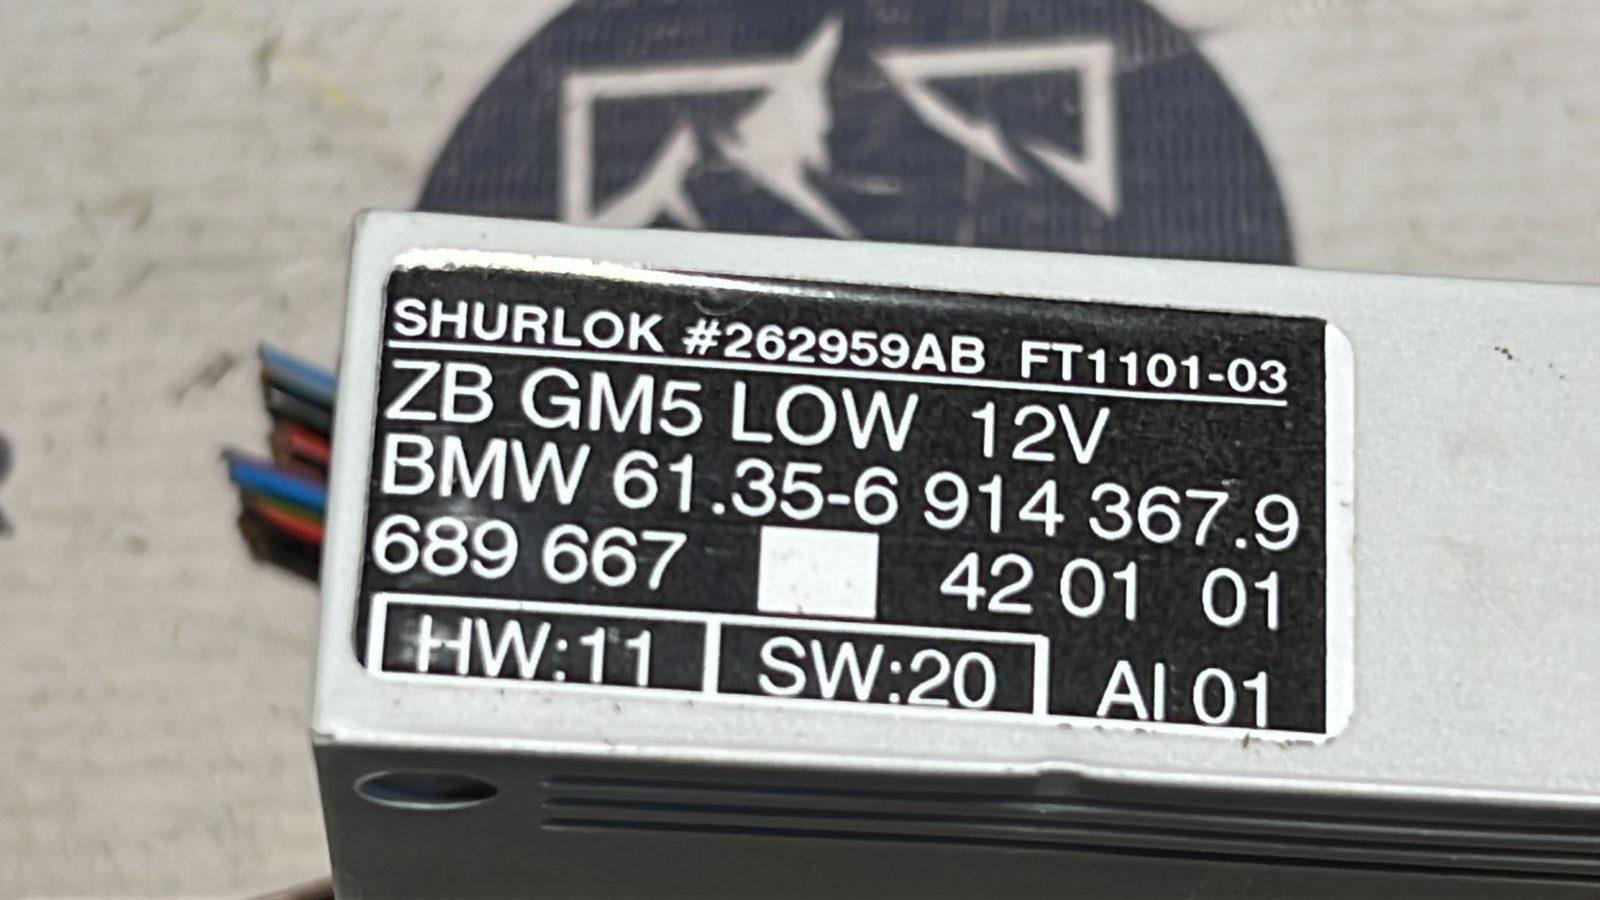 SHURLOK #262959AB FT1101-03
ZB GM5 LOW 12V
BMW 61.35-6 914 367.9
689 667 42 01 01
HW:11 SW:20 AI 01